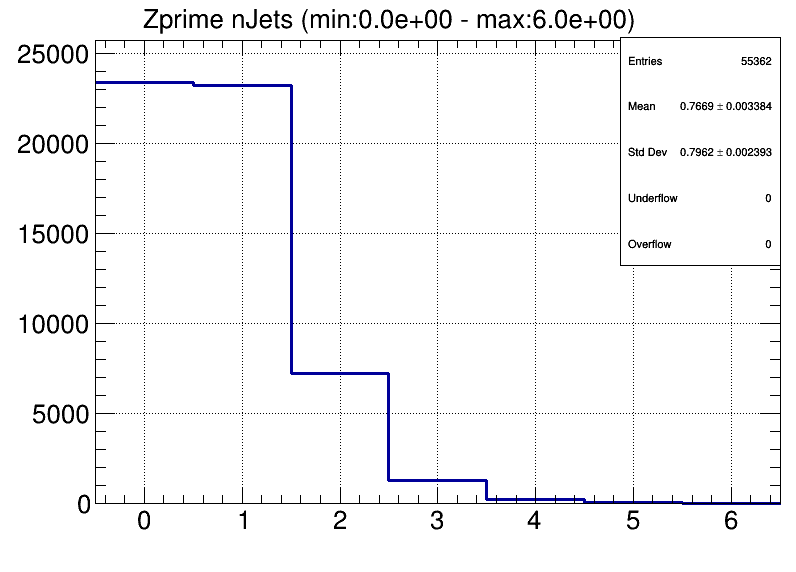 Zprime nJets (min:0.0e+00 - max:6.0e+00)
25000
20000
15000
10000
5000
0
Entries 55362
Mean 0.7669 ± 0.003384
Std Dev 0.7962 ± 0.002393
Underflow 0
Overflow 0
0 1 2 3 4 5 6